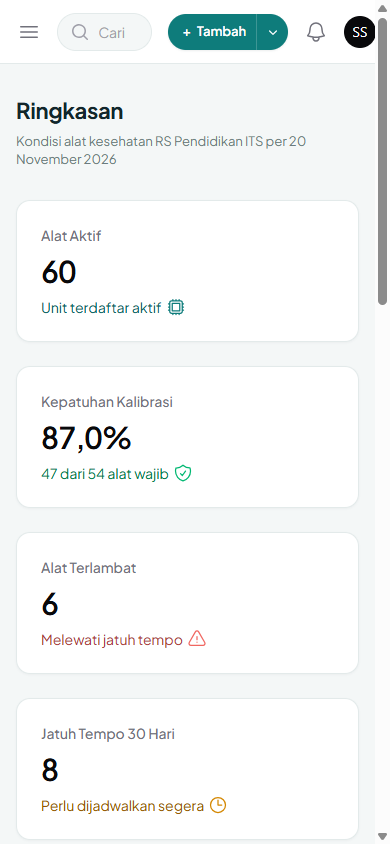 Cari
+ Tambah
SS
Ringkasan
Kondisi alat kesehatan RS Pendidikan ITS per 20
November 2026
Alat Aktif
60
Unit terdaftar aktif
Kepatuhan Kalibrasi
87,0%
47 dari 54 alat wajib
Alat Terlambat
6
Melewati jatuh tempo
Jatuh Tempo 30 Hari
8
Perlu dijadwalkan segera